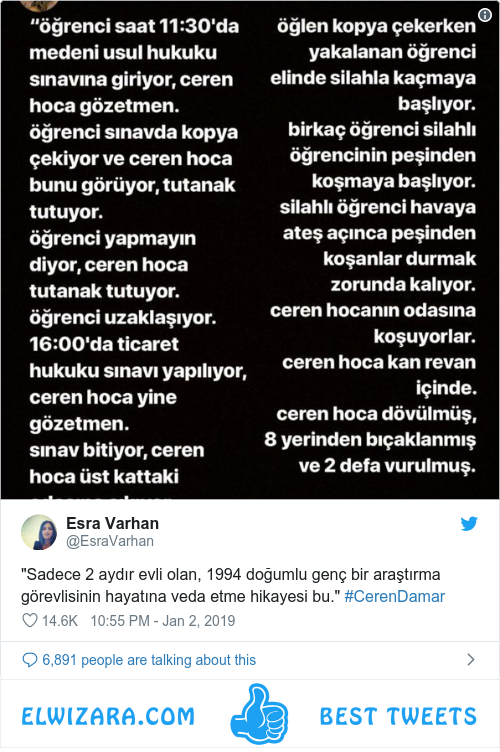 “öğrenci saat 11:30'da
medeni usul hukuku
sınavına giriyor, ceren
hoca gözetmen.
öğrenci sınavda kopya
çekiyor ve ceren hoca
bunu görüyor, tutanak
tutuyor.
öğrenci yapmayın
diyor, ceren hoca
tutanak tutuyor.
öğrenci uzaklaşıyor.
16:00'da ticaret
hukuku sınavı yapılıyor,
ceren hoca yine
gözetmen.
sınav bitiyor, ceren
hoca üst kattaki
öğlen kopya çekerken
yakalanan öğrenci
elinde silahla kaçmaya
başlıyor.
birkaç öğrenci silahlı
öğrencinin peşinden
koşmaya başlıyor.
silahlı öğrenci havaya
ateş açınca peşinden
koşanlar durmak
zorunda kalıyor.
ceren hocanın odasına
koşuyorlar.
ceren hoca kan revan
içinde.
ceren hoca dövülmüş,
8 yerinden bıçaklanmış
ve 2 defa vurulmuş.
Esra Varhan
@EsraVarhan
"Sadece 2 aydır evli olan, 1994 doğumlu genç bir araştırma
görevlisinin hayatına veda etme hikayesi bu." #CerenDamar
14.6K 10:55 PM - Jan 2, 2019
6,891 people are talking about this
ELWIZARA.COM BEST TWEETS